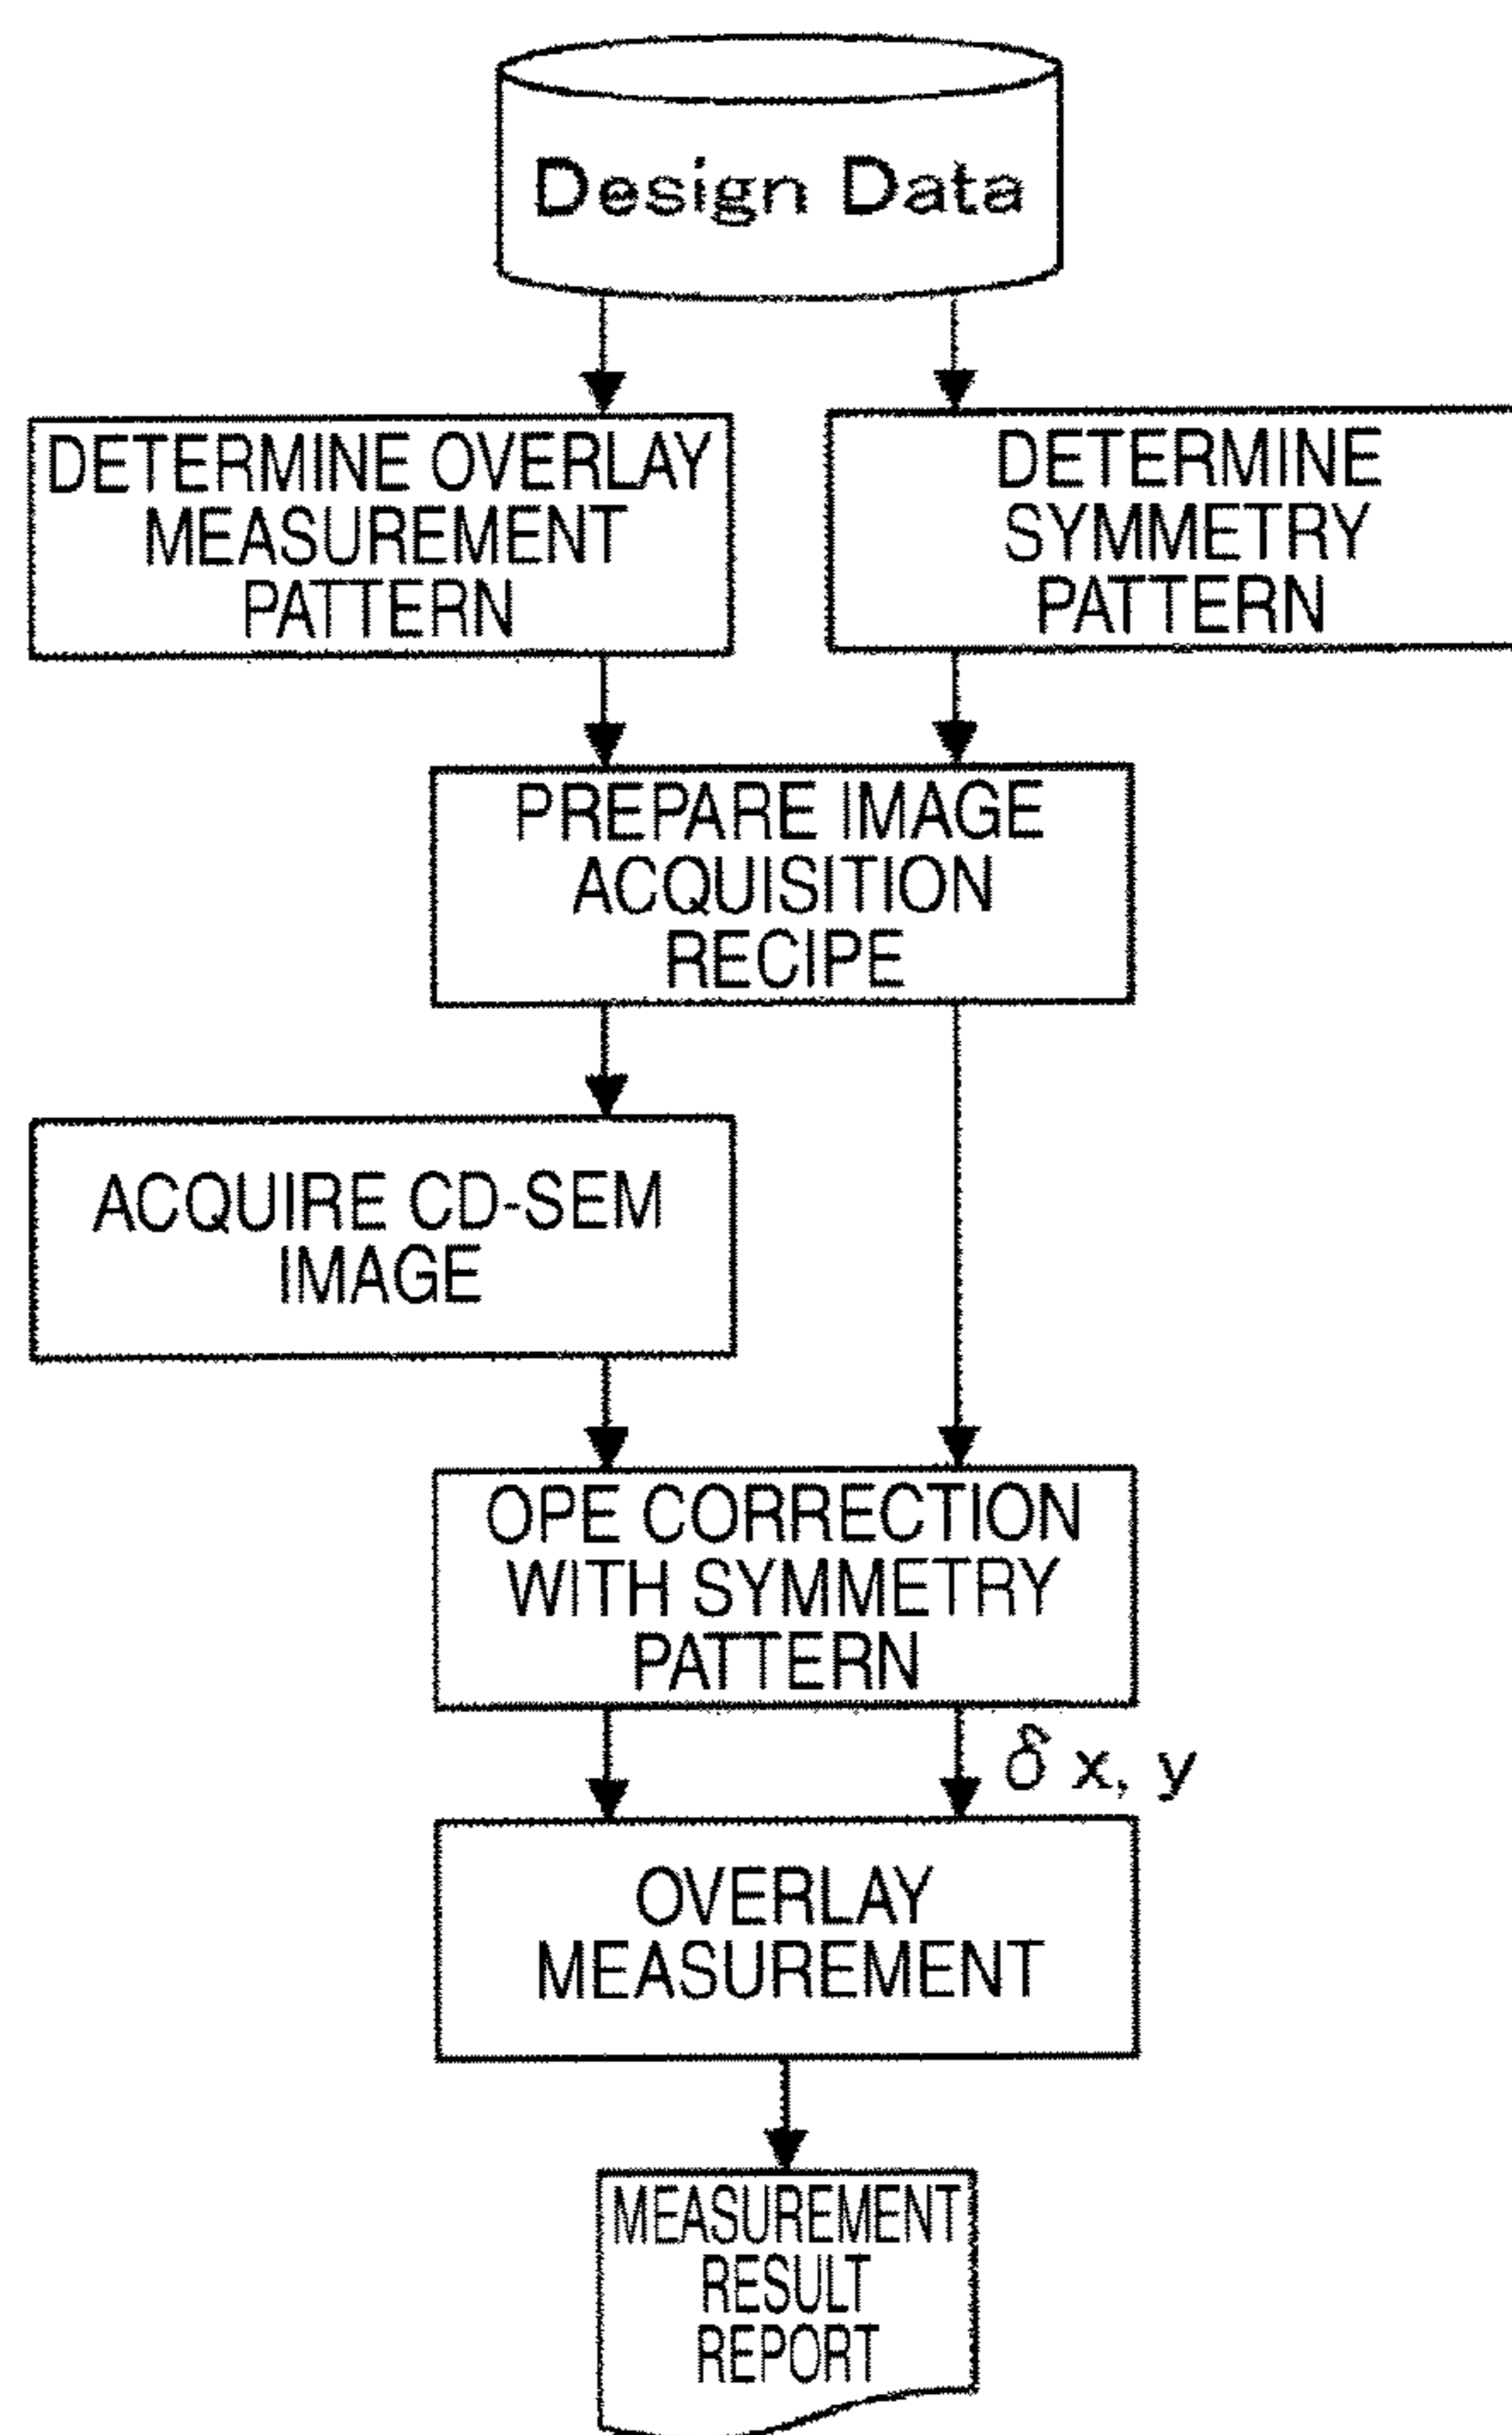 Design Data
DETERMINE OVERLAY
MEASUREMENT
PATTERN
DETERMINE
SYMMETRY
PATTERN
PREPARE IMAGE
ACQUISITION
RECIPE
ACQUIRE CD-SEM
IMAGE
OPE CORRECTION
WITH SYMMETRY
PATTERN
δ x, y
OVERLAY
MEASUREMENT
MEASUREMENT
RESULT
REPORT